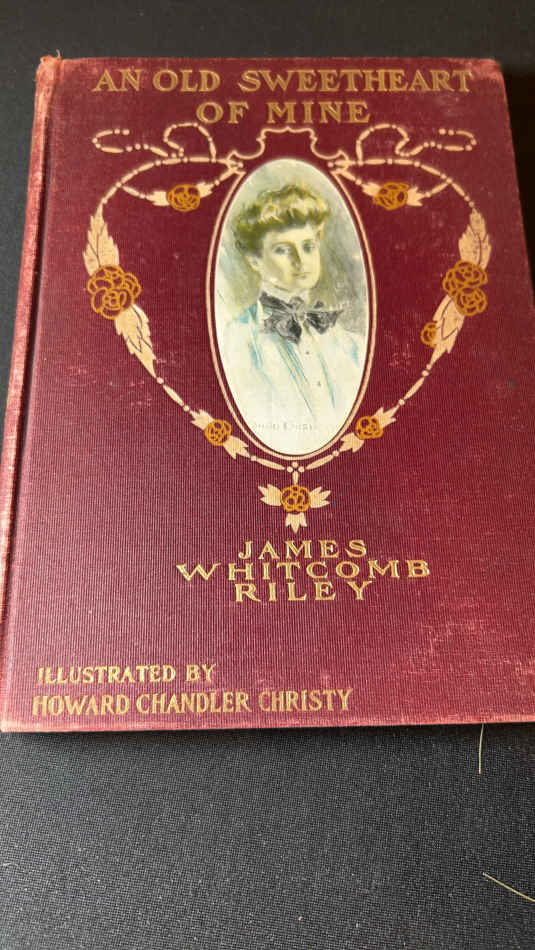 AN OLD SWEETHEART
OF MINE
JAMES
WHITCOMB
RILEY
ILLUSTRATED BY
HOWARD CHANDLER CHRISTY